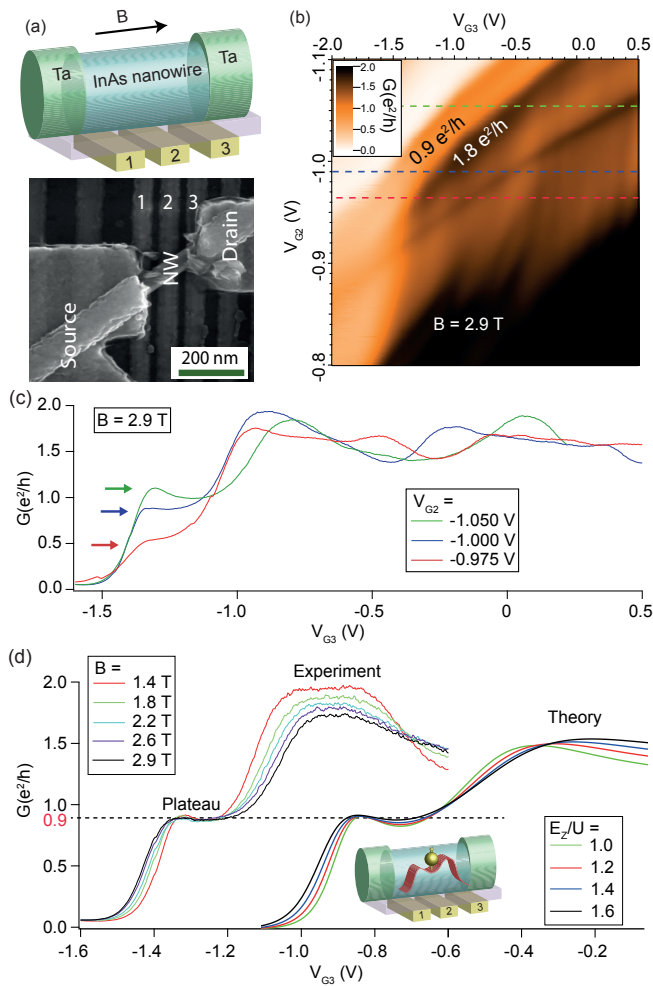 (a)
B
Ta
InAs nanowire
Ta
1
2
3
1
2
3
NW
Source
Drain
200 nm
(b)
V_G3
-2.0
-1.5
-1.0
-0.5
0
0.5
-1.1
-1.0
-0.9
-0.8
V_G2 (V)
2.0
1.5
1.0
0.5
0.0
G(e²/h)
0.9 e²/h
1.8 e²/h
B = 2.9 T
(c)
B = 2.9 T
2.0
1.5
1.0
0.5
0.0
G(e²/h)
V_G2 =
-1.050 V
-1.000 V
-0.975 V
-1.5
-1.0
-0.5
0
0.5
V_G3 (V)
(d)
B =
1.4 T
1.8 T
2.2 T
2.6 T
2.9 T
Experiment
Theory
Plateau
2.0
1.5
1.0
0.9
0.5
0.0
G(e²/h)
E_Z/U =
1.0
1.2
1.4
1.6
1
2
3
-1.6
-1.4
-1.2
-1.0
-0.8
-0.6
-0.4
-0.2
V_G3 (V)